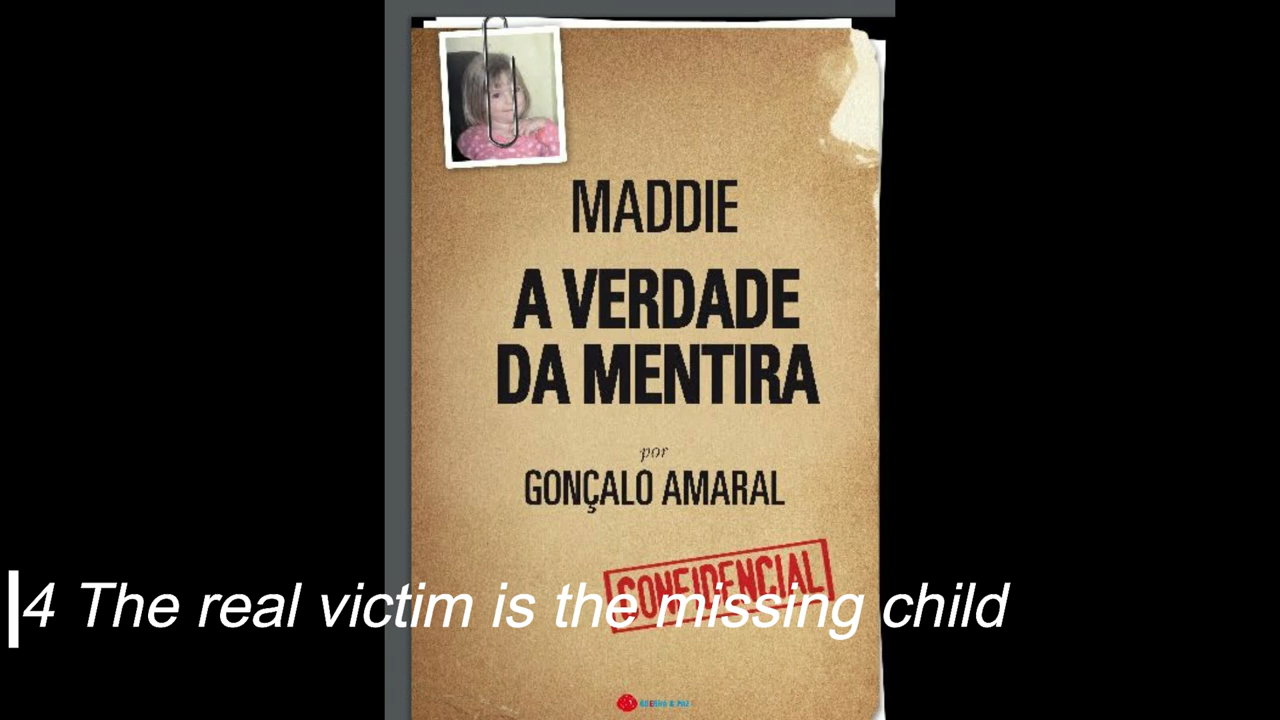 MADDIE
A VERDADE
DA MENTIRA
por
GONÇALO AMARAL
CONFIDENCIAL
4 The real victim is the missing child